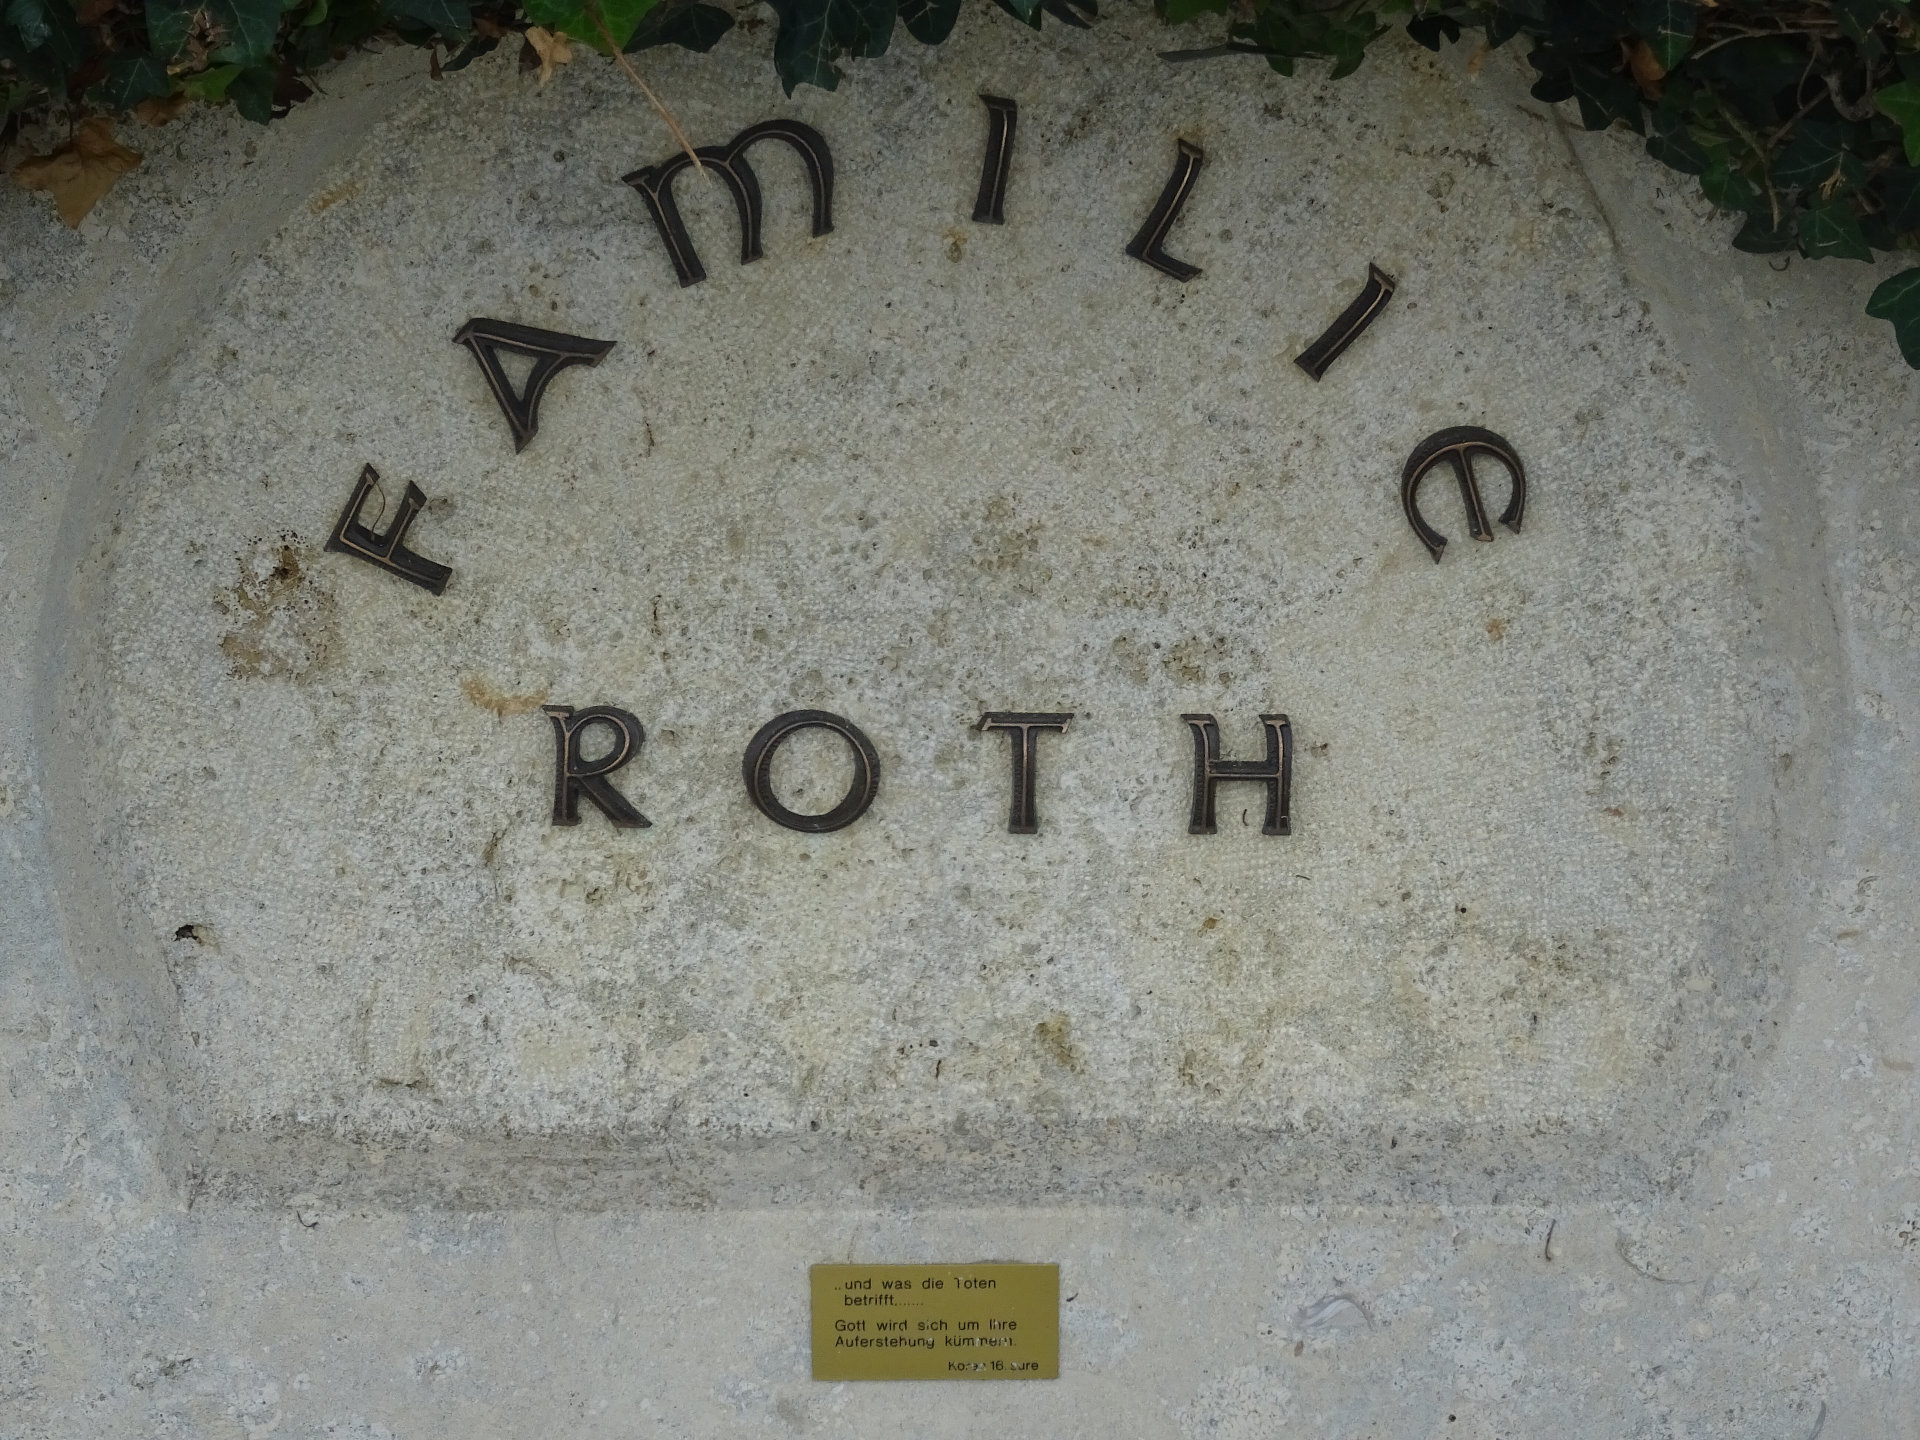 FAMILIE
ROTH
..und was die Toten
betrifft,......
Gott wird sich um Ihre
Auferstehung kümmern.
Koran 16. sure